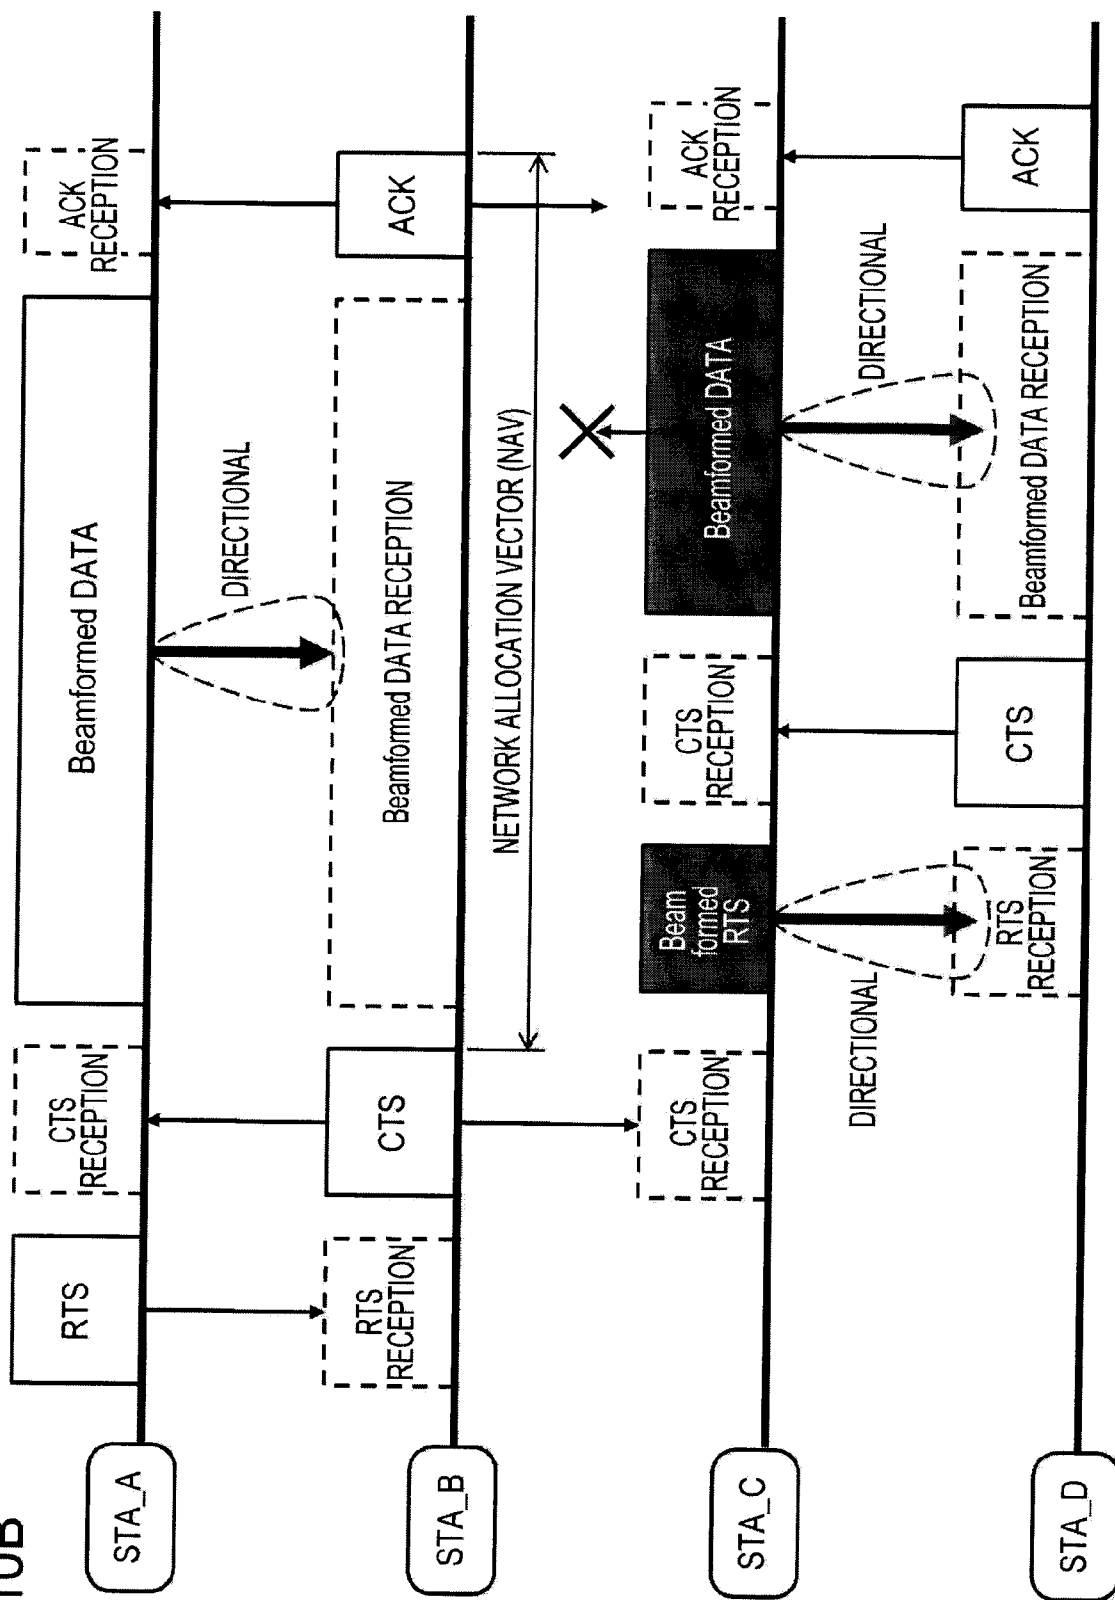 10B
STA_A
RTS
CTS
RECEPTION
Beamformed DATA
ACK
RECEPTION
DIRECTIONAL
STA_B
RTS
RECEPTION
CTS
Beamformed DATA RECEPTION
ACK
NETWORK ALLOCATION VECTOR (NAV)
STA_C
CTS
RECEPTION
Beam
formed
RTS
CTS
RECEPTION
Beamformed DATA
ACK
RECEPTION
DIRECTIONAL
DIRECTIONAL
STA_D
RTS
RECEPTION
CTS
Beamformed DATA RECEPTION
ACK